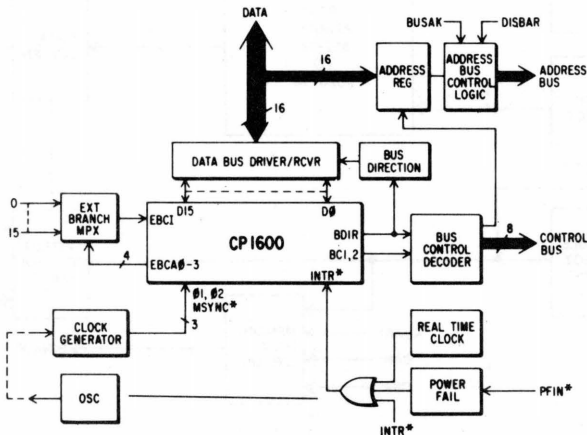 DATA
BUSAK
DISBAR
16
16
ADDRESS
REG
ADDRESS
BUS
CONTROL
LOGIC
ADDRESS
BUS
DATA BUS DRIVER/RCVR
BUS
DIRECTION
0
15
EXT
BRANCH
MPX
EBCI
D15
DØ
CP1600
BDIR
BC1,2
INTR*
EBCAØ-3
4
BUS
CONTROL
DECODER
8
CONTROL
BUS
Ø1, Ø2
MSYNC*
3
CLOCK
GENERATOR
OSC
REAL TIME
CLOCK
POWER
FAIL
PFIN*
INTR*